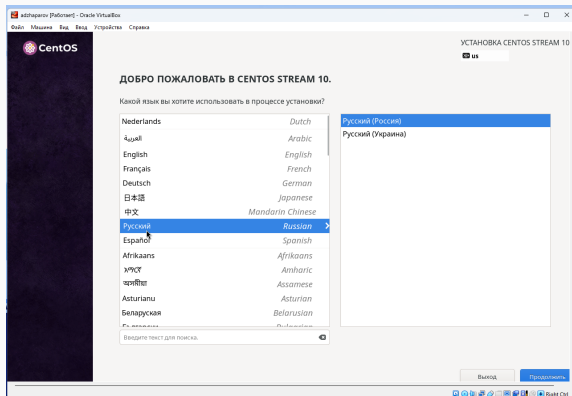 adzhaparov [Работает] - Oracle VirtualBox
Файл Машина Вид Ввод Устройства Справка
CentOS
УСТАНОВКА CENTOS STREAM 10
us
ДОБРО ПОЖАЛОВАТЬ В CENTOS STREAM 10.
Какой язык вы хотите использовать в процессе установки?
Nederlands Dutch
العربية Arabic
English English
Français French
Deutsch German
日本語 Japanese
中文 Mandarin Chinese
Русский Russian
Español Spanish
Afrikaans Afrikaans
አማርኛ Amharic
অসমীয়া Assamese
Asturianu Asturian
Беларуская Belarusian
Български Bulgarian
Русский (Россия)
Русский (Украина)
Введите текст для поиска.
Выход
Продолжить
Right Ctrl